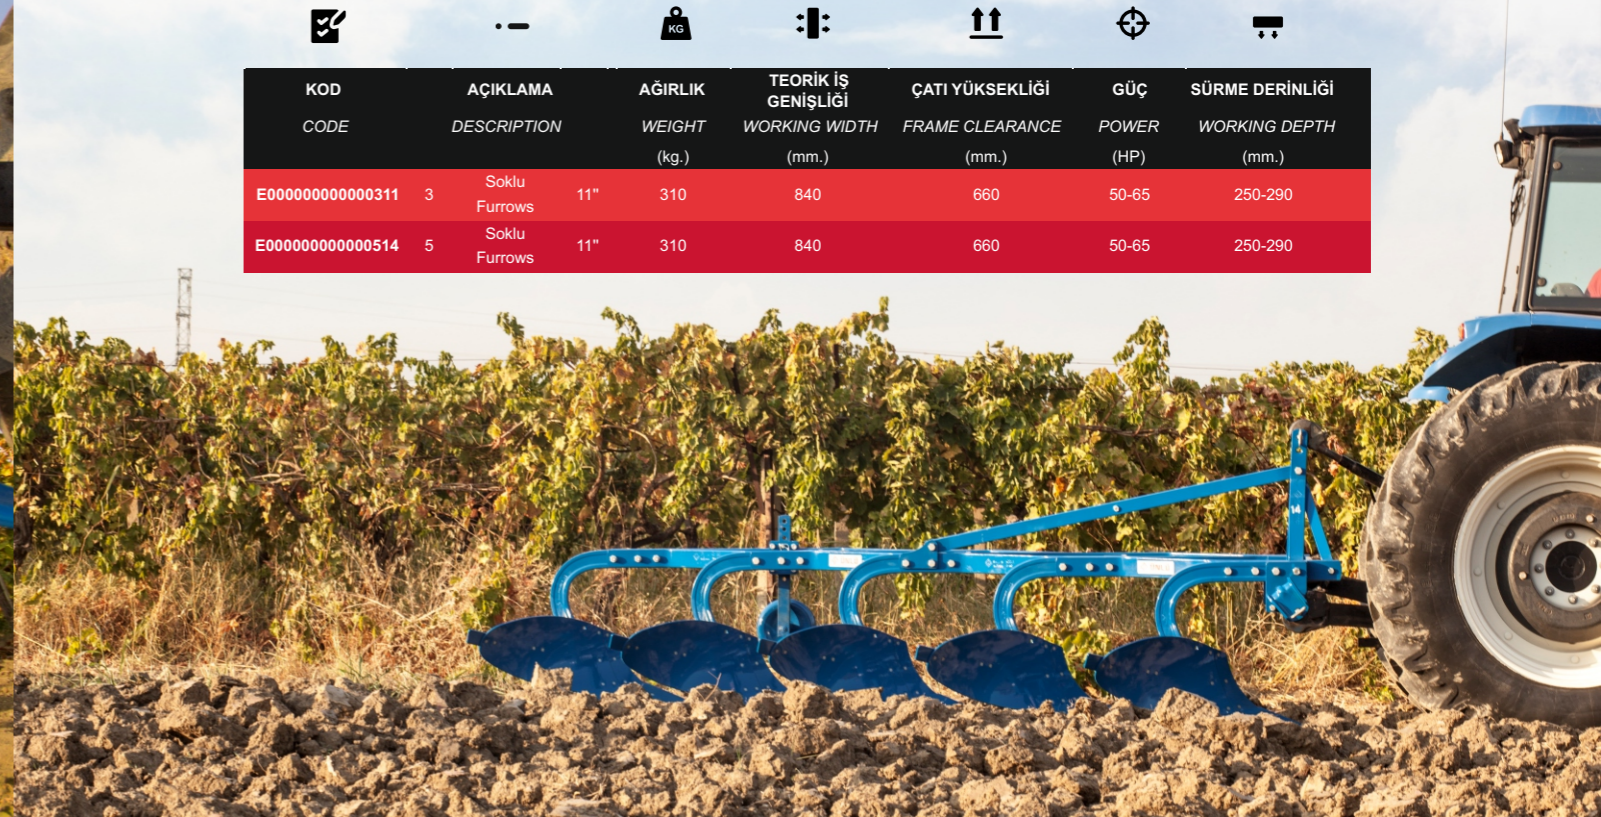 KG
KOD AÇIKLAMA AĞIRLIK TEORİK İŞ GENİŞLİĞİ ÇATI YÜKSEKLİĞİ GÜÇ SÜRME DERİNLİĞİ
CODE DESCRIPTION WEIGHT WORKING WIDTH FRAME CLEARANCE POWER WORKING DEPTH
(kg.) (mm.) (mm.) (HP) (mm.)
E000000000000311 3 Soklu Furrows 11" 310 840 660 50-65 250-290
E000000000000514 5 Soklu Furrows 11" 310 840 660 50-65 250-290
14